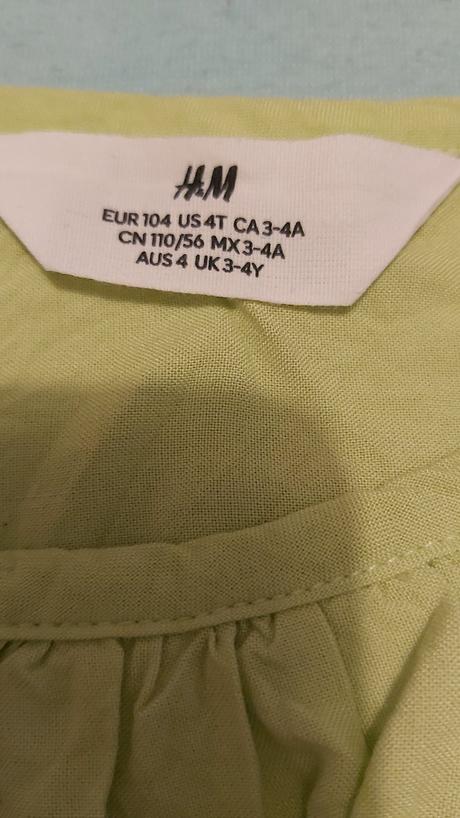 H&M
EUR 104 US 4T CA 3-4A
CN 110/56 MX 3-4A
AUS 4 UK 3-4Y